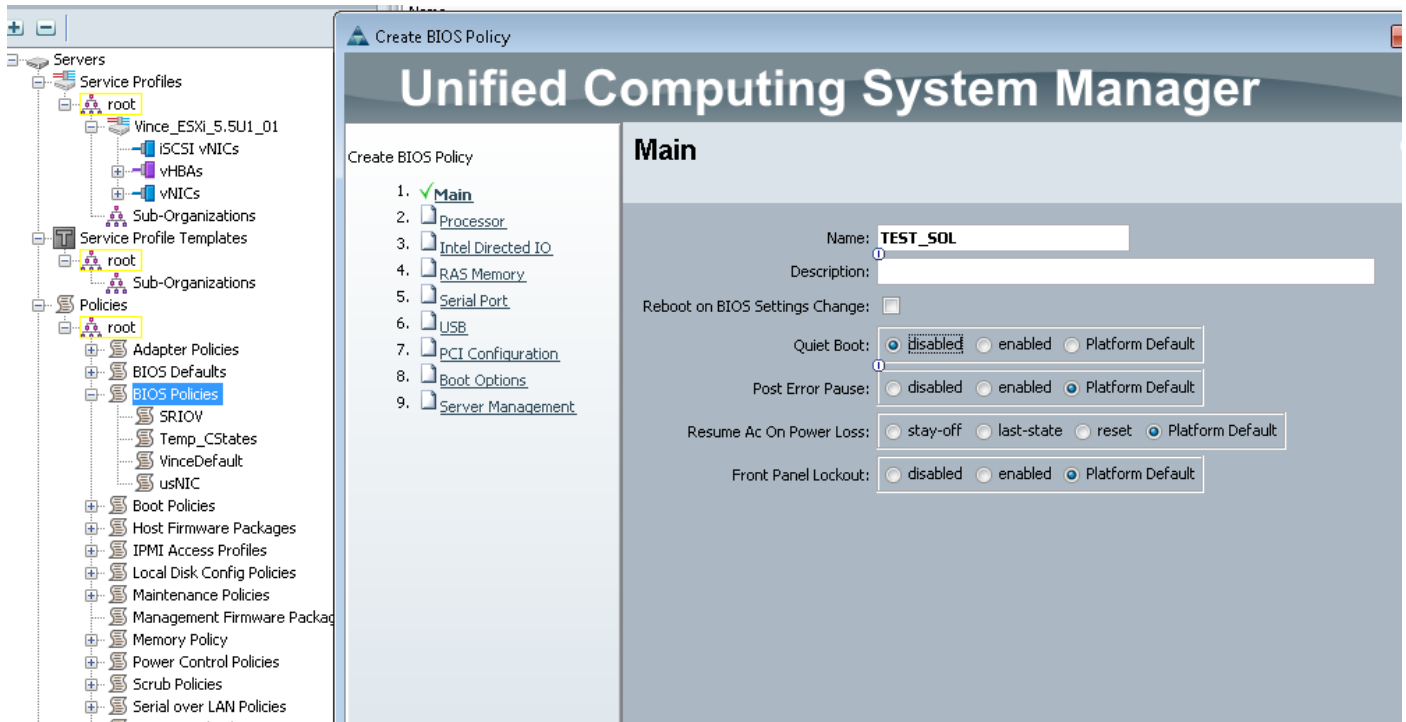 Create BIOS Policy
Unified Computing System Manager
Servers
Service Profiles
root
Vince_ESXi_5.5U1_01
iSCSI vNICs
vHBAs
vNICs
Sub-Organizations
Service Profile Templates
root
Sub-Organizations
Policies
root
Adapter Policies
BIOS Defaults
BIOS Policies
SRIOV
Temp_CStates
VinceDefault
usNIC
Boot Policies
Host Firmware Packages
IPMI Access Profiles
Local Disk Config Policies
Maintenance Policies
Management Firmware Packag
Memory Policy
Power Control Policies
Scrub Policies
Serial over LAN Policies
Create BIOS Policy
1. Main
2. Processor
3. Intel Directed IO
4. RAS Memory
5. Serial Port
6. USB
7. PCI Configuration
8. Boot Options
9. Server Management
Main
Name: TEST_SOL
Description:
Reboot on BIOS Settings Change:
Quiet Boot: disabled enabled Platform Default
Post Error Pause: disabled enabled Platform Default
Resume Ac On Power Loss: stay-off last-state reset Platform Default
Front Panel Lockout: disabled enabled Platform Default